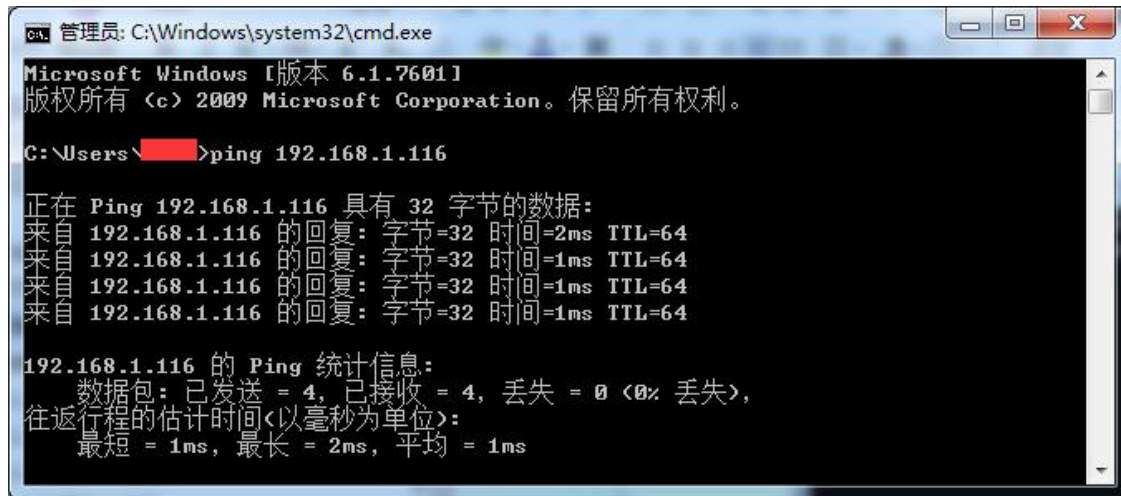 管理员: C:\Windows\system32\cmd.exe
Microsoft Windows [版本 6.1.7601]
版权所有 (c) 2009 Microsoft Corporation。保留所有权利。
C:\Users\ >ping 192.168.1.116
正在 Ping 192.168.1.116 具有 32 字节的数据:
来自 192.168.1.116 的回复: 字节=32 时间=2ms TTL=64
来自 192.168.1.116 的回复: 字节=32 时间=1ms TTL=64
来自 192.168.1.116 的回复: 字节=32 时间=1ms TTL=64
来自 192.168.1.116 的回复: 字节=32 时间=1ms TTL=64
192.168.1.116 的 Ping 统计信息:
数据包: 已发送 = 4，已接收 = 4，丢失 = 0 (0% 丢失)，
往返行程的估计时间(以毫秒为单位):
最短 = 1ms，最长 = 2ms，平均 = 1ms